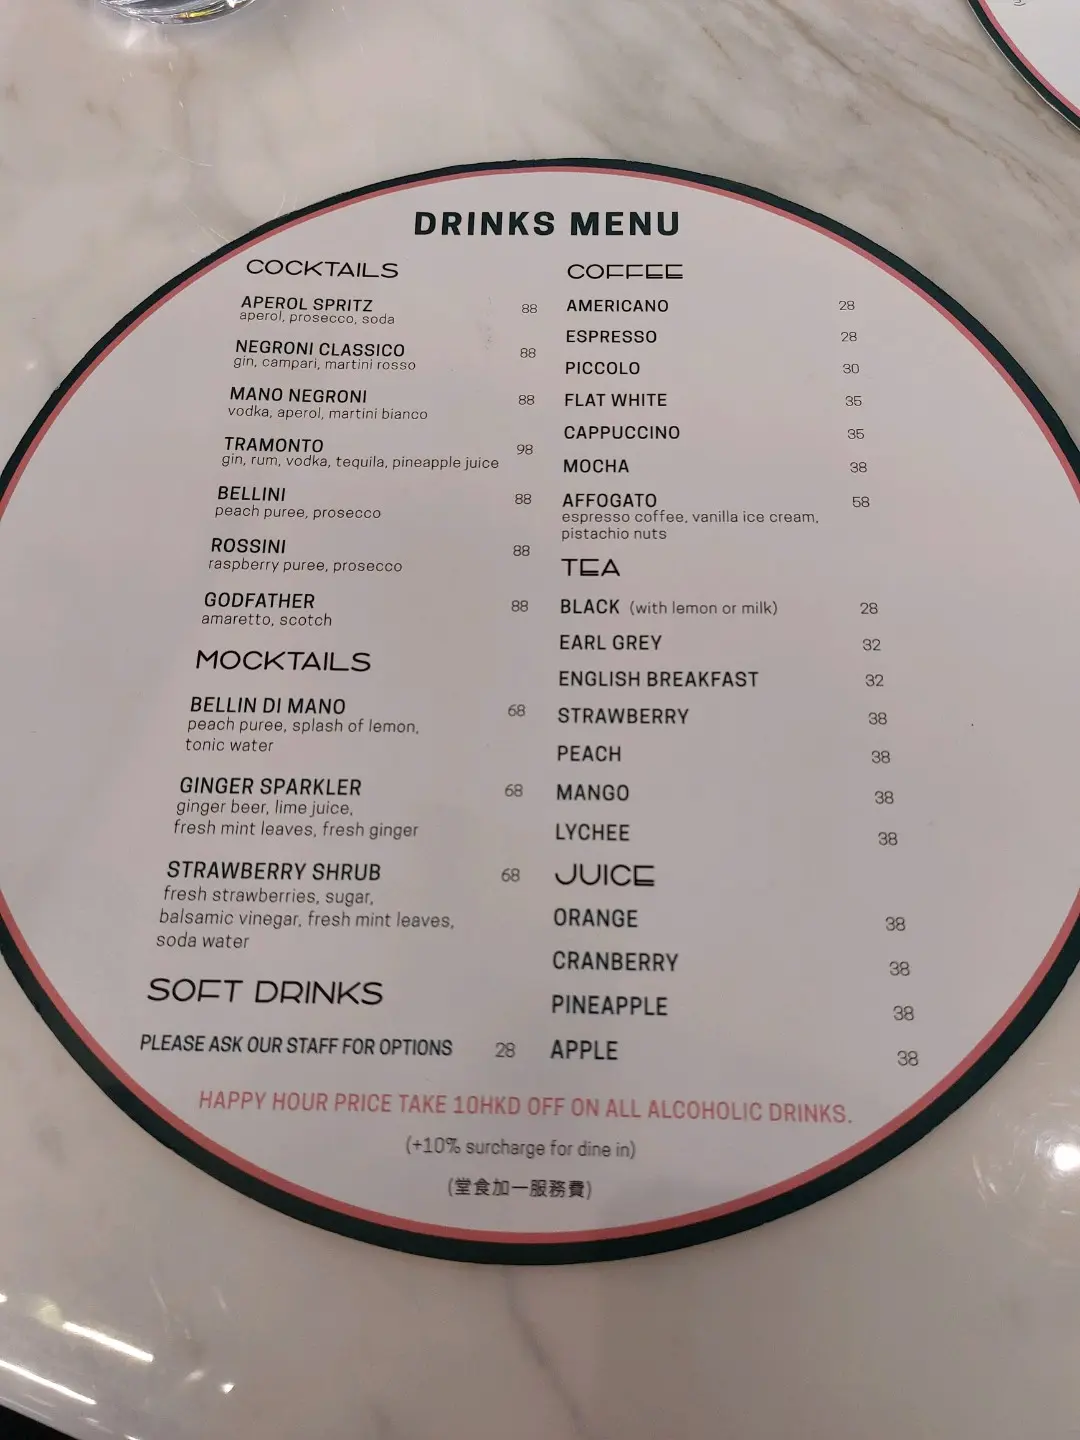 DRINKS MENU
COCKTAILS
APEROL SPRITZ 88
aperol, prosecco, soda
NEGRONI CLASSICO 88
gin, campari, martini rosso
MANO NEGRONI 88
vodka, aperol, martini bianco
TRAMONTO 98
gin, rum, vodka, tequila, pineapple juice
BELLINI 88
peach puree, prosecco
ROSSINI 88
raspberry puree, prosecco
GODFATHER 88
amaretto, scotch
MOCKTAILS
BELLIN DI MANO 68
peach puree, splash of lemon,
tonic water
GINGER SPARKLER 68
ginger beer, lime juice,
fresh mint leaves, fresh ginger
STRAWBERRY SHRUB 68
fresh strawberries, sugar,
balsamic vinegar, fresh mint leaves,
soda water
SOFT DRINKS
PLEASE ASK OUR STAFF FOR OPTIONS 28
COFFEE
AMERICANO 28
ESPRESSO 28
PICCOLO 30
FLAT WHITE 35
CAPPUCCINO 35
MOCHA 38
AFFOGATO 58
espresso coffee, vanilla ice cream,
pistachio nuts
TEA
BLACK (with lemon or milk) 28
EARL GREY 32
ENGLISH BREAKFAST 32
STRAWBERRY 38
PEACH 38
MANGO 38
LYCHEE 38
JUICE
ORANGE 38
CRANBERRY 38
PINEAPPLE 38
APPLE 38
HAPPY HOUR PRICE TAKE 10HKD OFF ON ALL ALCOHOLIC DRINKS.
(+10% surcharge for dine in)
(堂食加一服務費)